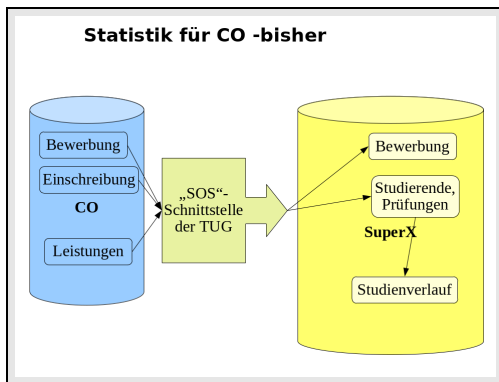 Statistik für CO -bisher
Bewerbung
Einschreibung
CO
Leistungen
„SOS“-
Schnittstelle
der TUG
Bewerbung
Studierende,
Prüfungen
SuperX
Studienverlauf